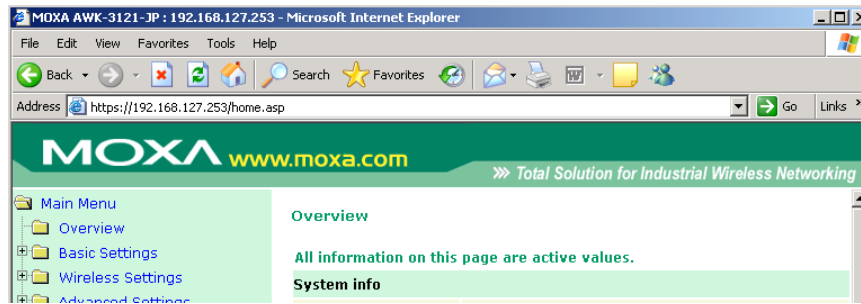 MOXA AWK-3121-JP : 192.168.127.253 - Microsoft Internet Explorer
File Edit View Favorites Tools Help
Back Search Favorites
Address https://192.168.127.253/home.asp Go Links »
MOXA www.moxa.com
Total Solution for Industrial Wireless Networking
Main Menu
Overview
Basic Settings
Wireless Settings
Advanced Settings
Overview
All information on this page are active values.
System info